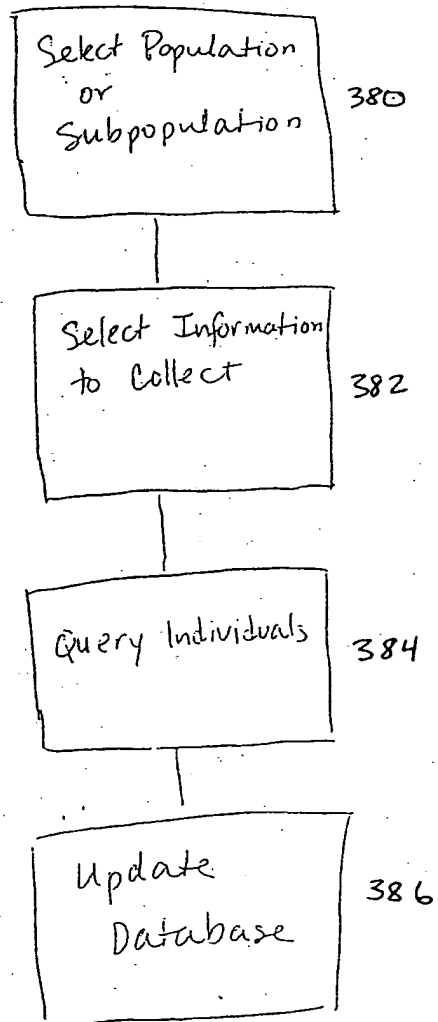 Select Population
or
Subpopulation
380
Select Information
to Collect
382
Query Individuals
384
Update
Database
386